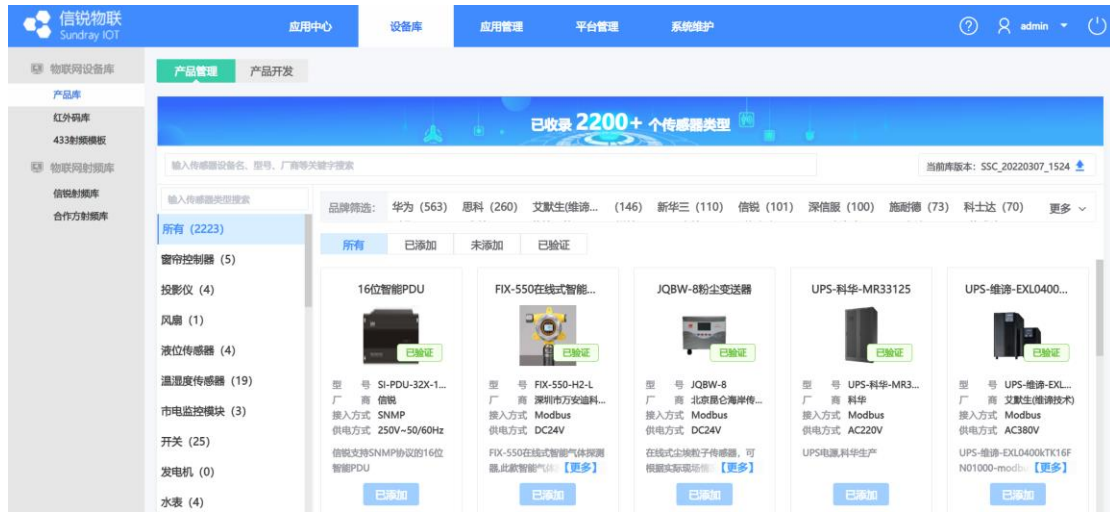 信锐物联
Sundray IOT
应用中心 设备库 应用管理 平台管理 系统维护
admin
物联网设备库
产品库
红外码库
433射频模板
物联网射频库
信锐射频库
合作方射频库
产品管理 产品开发
已收录 2200+ 个传感器类型
输入传感器设备名、型号、厂商等关键字搜索
当前库版本: SSC_20220307_1524
输入传感器类型搜索
所有 (2223)
窗帘控制器 (5)
投影仪 (4)
风扇 (1)
液位传感器 (4)
温湿度传感器 (19)
市电监控模块 (3)
开关 (25)
发电机 (0)
水表 (4)
品牌筛选: 华为 (563) 思科 (260) 艾默生(维谛... (146) 新华三 (110) 信锐 (101) 深信服 (100) 施耐德 (73) 科士达 (70) 更多
所有 已添加 未添加 已验证
16位智能PDU
已验证
型 号 SI-PDU-32X-1...
厂 商 信锐
接入方式 SNMP
供电方式 250V~50/60Hz
信锐支持SNMP协议的16位
智能PDU
已添加
FIX-550在线式智能...
已验证
型 号 FIX-550-H2-L
厂 商 深圳市万安迪科...
接入方式 Modbus
供电方式 DC24V
FIX-550在线式智能气体探测
器,此款智能气体【更多】
已添加
JQBW-8粉尘变送器
已验证
型 号 JQBW-8
厂 商 北京昆仑海岸传...
接入方式 Modbus
供电方式 DC24V
在线式尘埃粒子传感器，可
根据实际现场【更多】
已添加
UPS-科华-MR33125
已验证
型 号 UPS-科华-MR3...
厂 商 科华
接入方式 Modbus
供电方式 AC220V
UPS电源,科华生产
已添加
UPS-维谛-EXL0400...
已验证
型 号 UPS-维谛-EXL...
厂 商 艾默生(维谛技术)
接入方式 Modbus
供电方式 AC380V
UPS-维谛-EXL0400kTK16F
N01000-modb【更多】
已添加